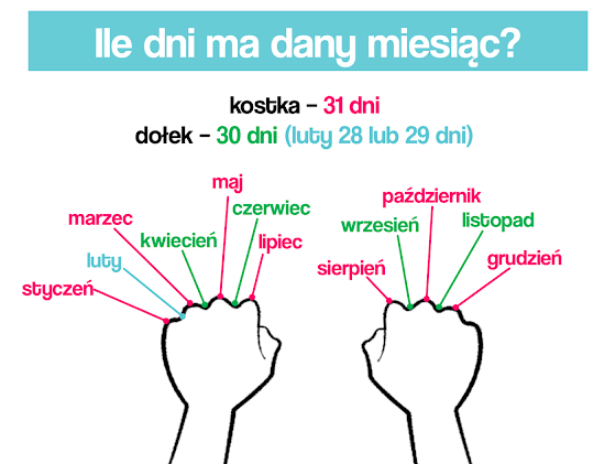 Ile dni ma dany miesiąc?
kostka – 31 dni
dołek – 30 dni (luty 28 lub 29 dni)
styczeń
luty
marzec
kwiecień
maj
czerwiec
lipiec
sierpień
wrzesień
październik
listopad
grudzień